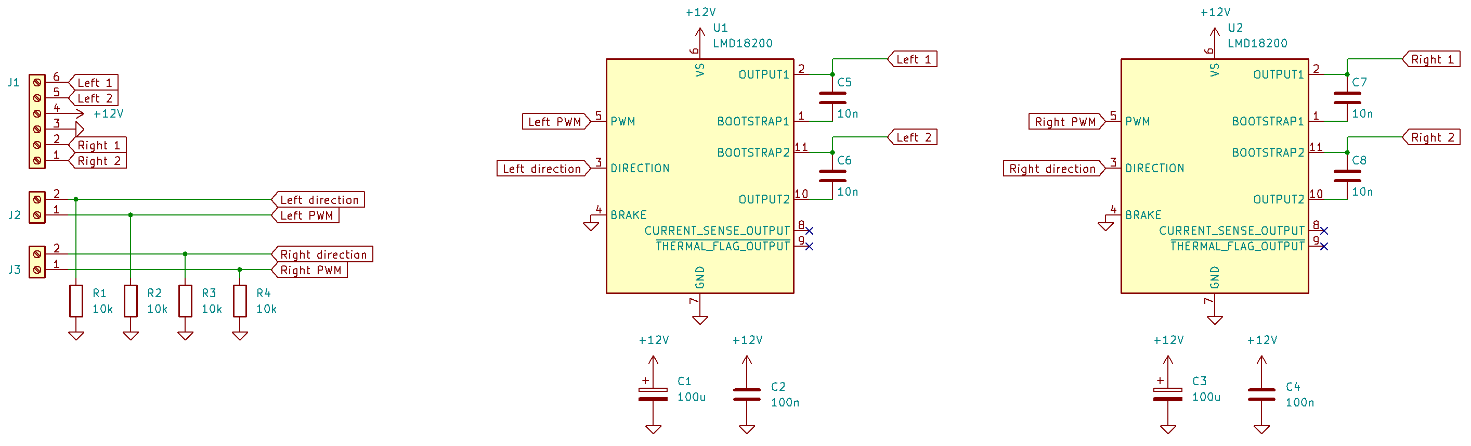 J1
6 Left 1
5 Left 2
4 +12V
3
2 Right 1
1 Right 2
J2
2 Left direction
1 Left PWM
J3
2 Right direction
1 Right PWM
R1
10k
R2
10k
R3
10k
R4
10k
+12V
U1
LMD18200
6
VS
OUTPUT1 2
Left 1
C5
10n
Left PWM 5 PWM
BOOTSTRAP1 1
BOOTSTRAP2 11
Left 2
C6
10n
Left direction 3 DIRECTION
OUTPUT2 10
4 BRAKE
CURRENT_SENSE_OUTPUT 8
THERMAL_FLAG_OUTPUT 9
GND
7
+12V
+
C1
100u
+12V
C2
100n
+12V
U2
LMD18200
6
VS
OUTPUT1 2
Right 1
C7
10n
Right PWM 5 PWM
BOOTSTRAP1 1
BOOTSTRAP2 11
Right 2
C8
10n
Right direction 3 DIRECTION
OUTPUT2 10
4 BRAKE
CURRENT_SENSE_OUTPUT 8
THERMAL_FLAG_OUTPUT 9
GND
7
+12V
+
C3
100u
+12V
C4
100n